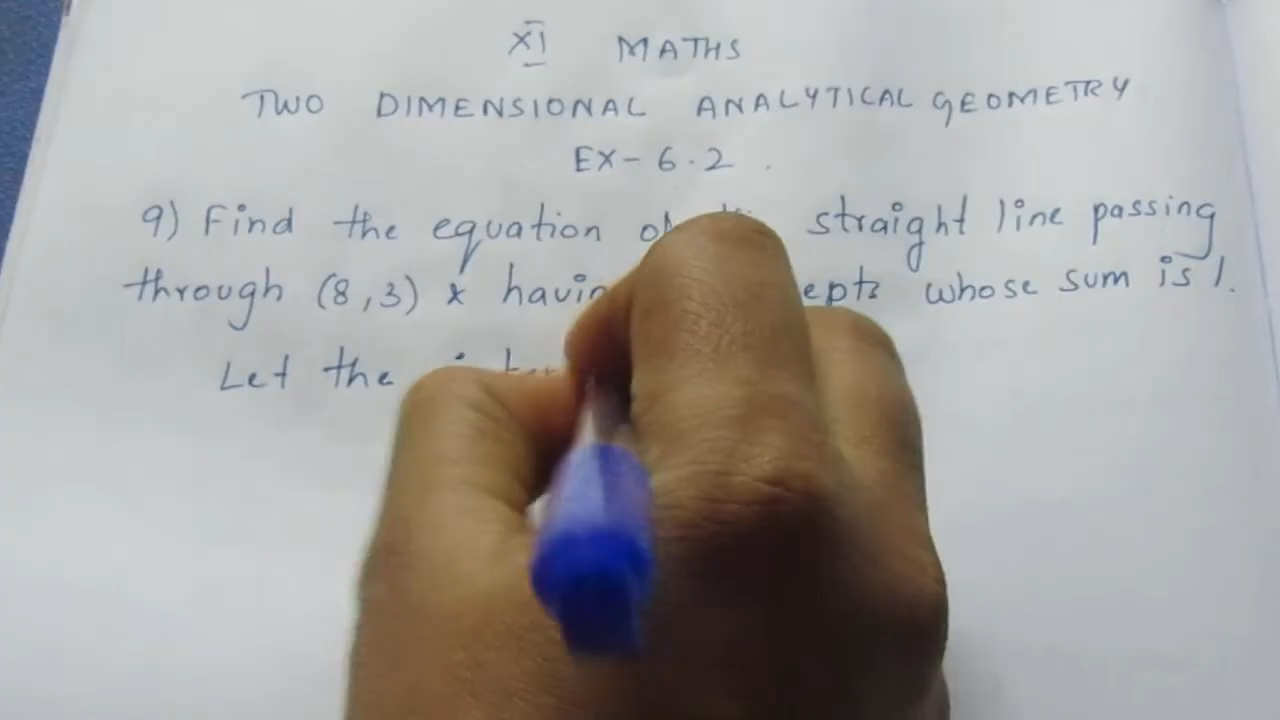 XI MATHS
TWO DIMENSIONAL ANALYTICAL GEOMETRY
EX-6.2.
9) Find the equation of straight line passing
through (8,3) & whose sum is 1.
Let the